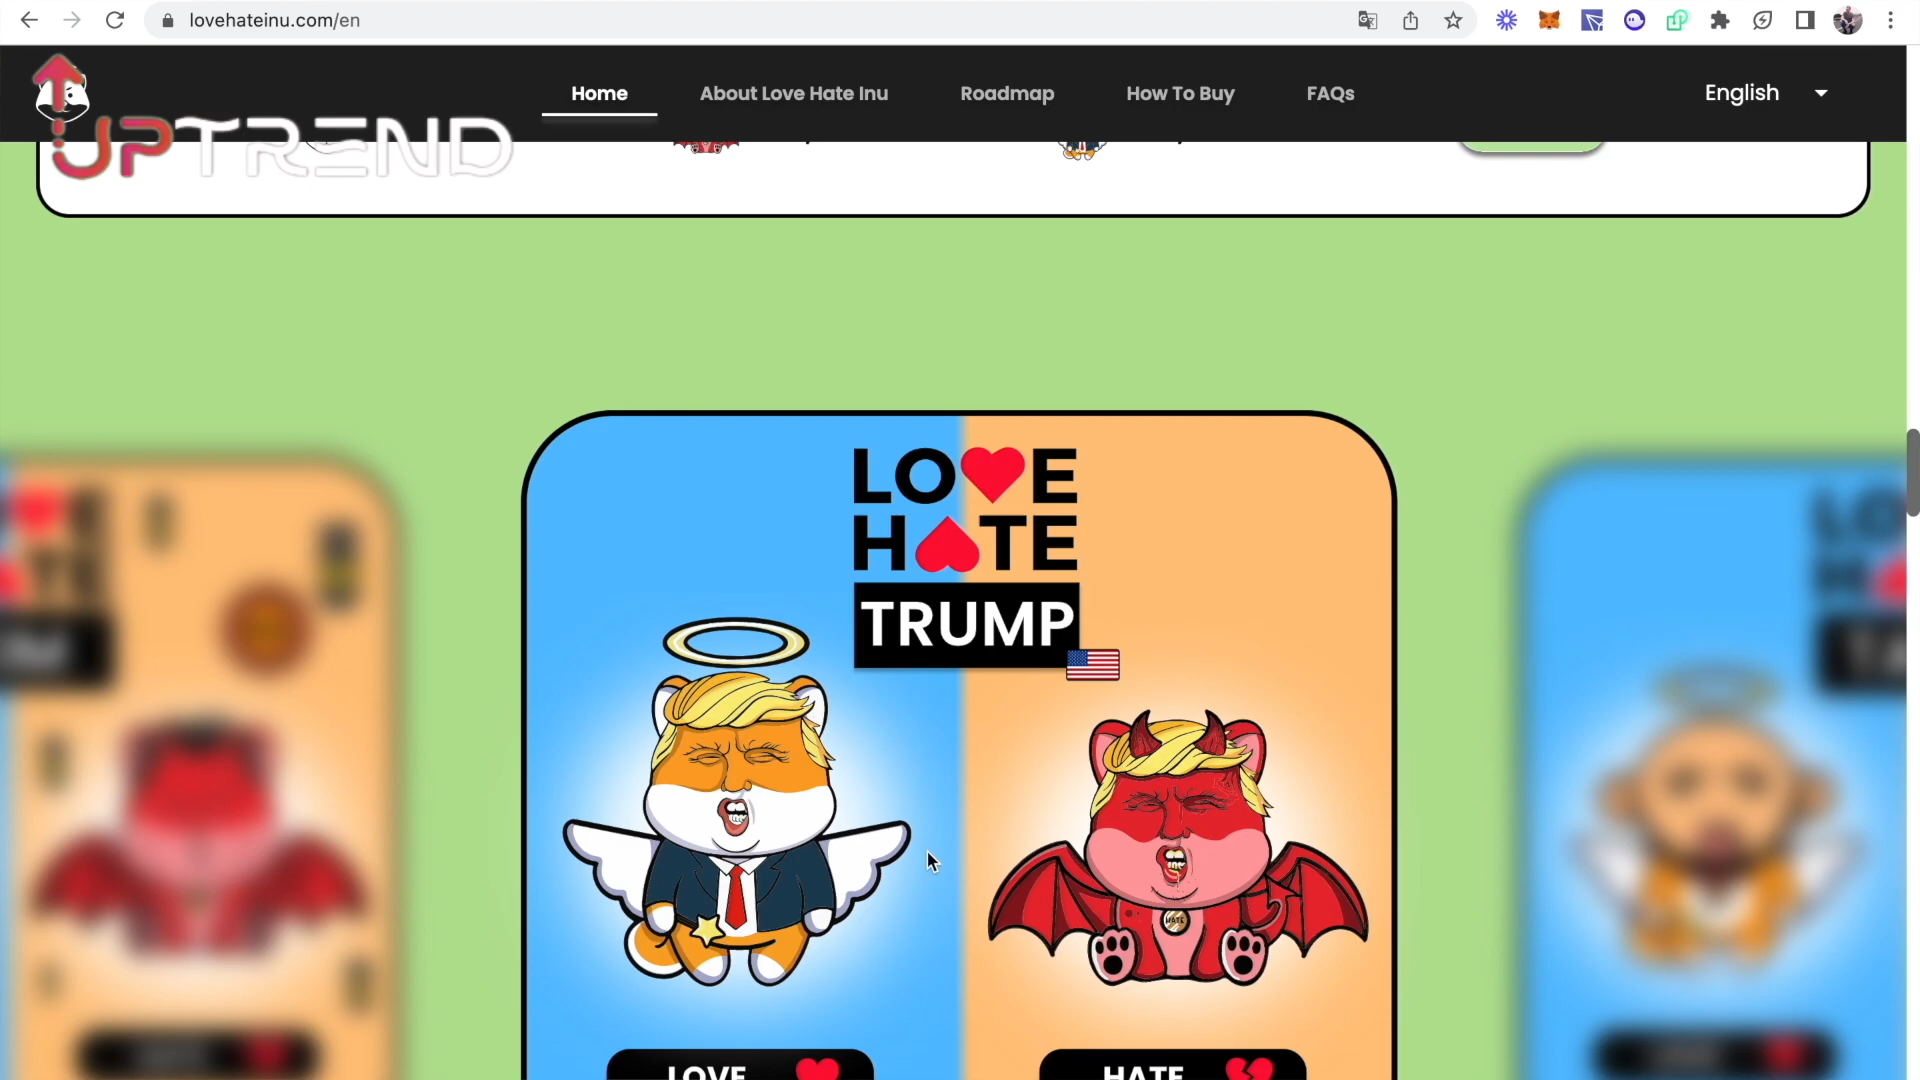 lovehateinu.com/en
UPTREND
Home
About Love Hate Inu
Roadmap
How To Buy
FAQs
English
LOVE
HATE
TRUMP
HATE
LOVE
HATE